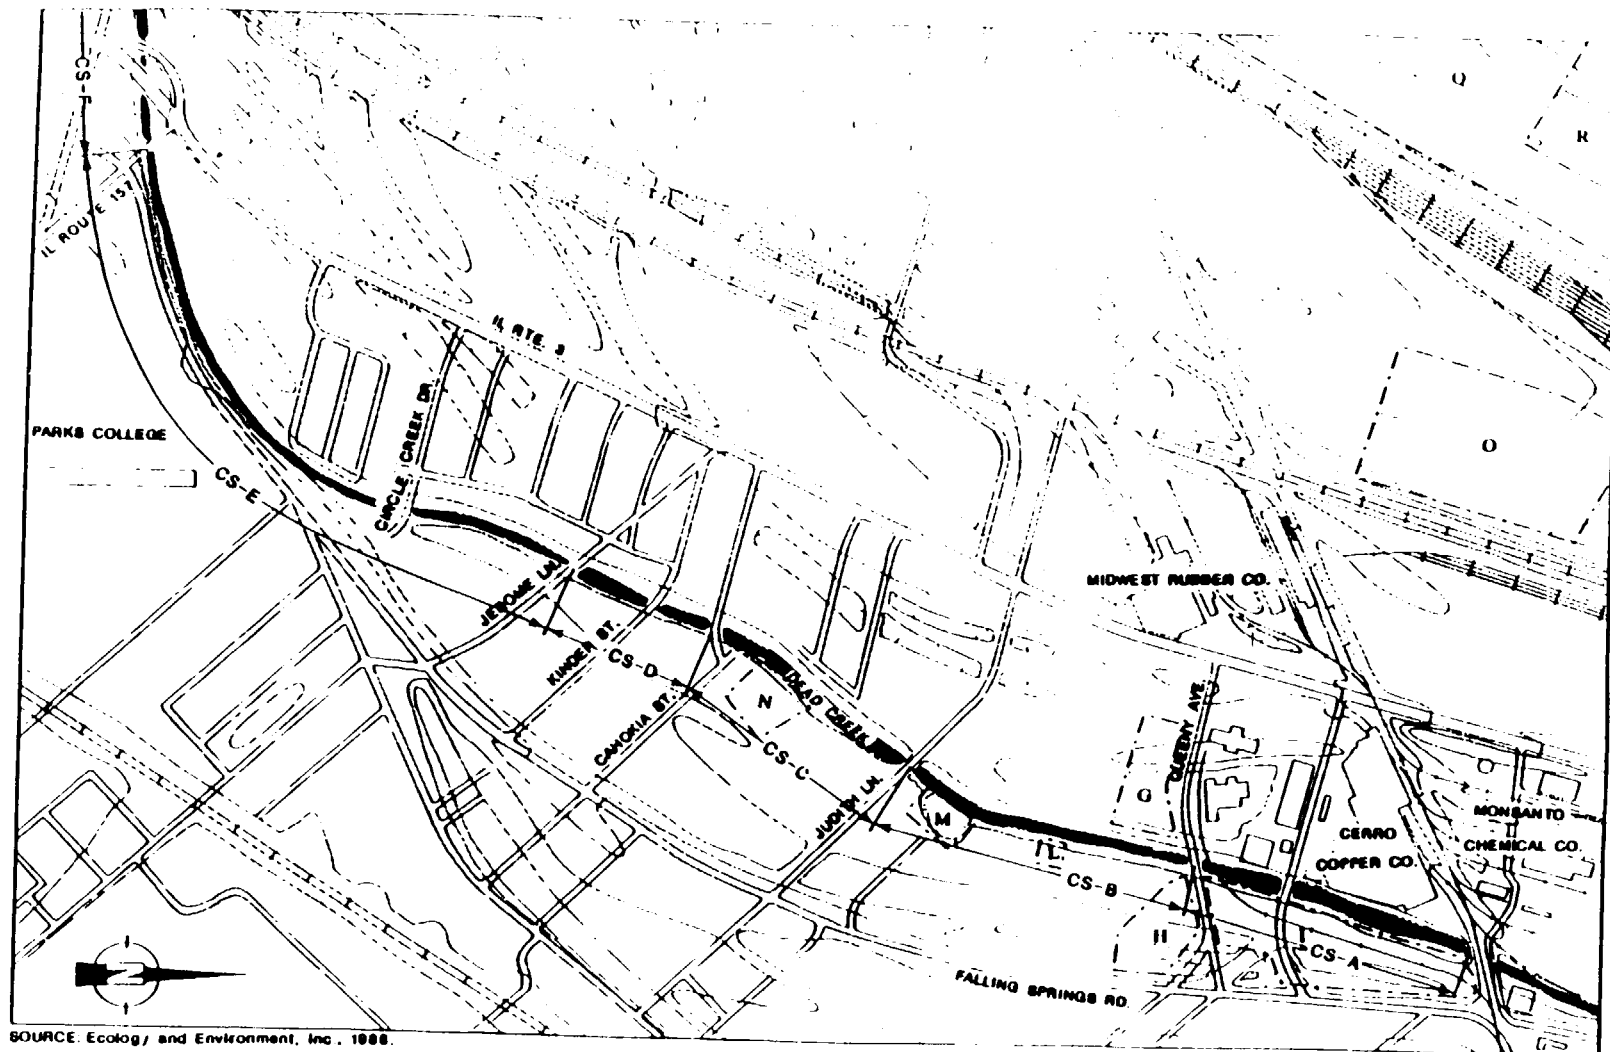 CS-F
Q
R
IL ROUTE 157
IL RTE 3
PARKS COLLEGE
CS-E
CIRCLE CREEK DR
O
MIDWEST RUBBER CO.
JEROME LN.
KINDER ST.
CS-D
CAHOKIA ST.
N
DEAD CREEK
CS-C
JUDITH LN.
M
L
CS-B
QUEENY AVE.
G
H
I
CS-A
CERRO
COPPER CO.
MONSANTO
CHEMICAL CO.
FALLING SPRINGS RD.
N
SOURCE: Ecology and Environment, Inc., 1986.